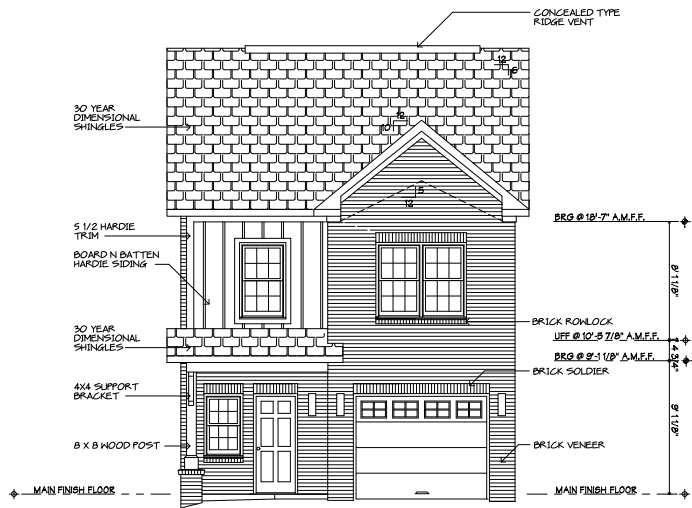 CONCEALED TYPE
RIDGE VENT
12
6
30 YEAR
DIMENSIONAL
SHINGLES
12
10
5
12
BRG @ 18'-7" A.M.F.F.
5 1/2 HARDIE
TRIM
BOARD N BATTEN
HARDIE SIDING
8' 1 1/8"
BRICK ROWLOCK
30 YEAR
DIMENSIONAL
SHINGLES
UFF @ 10'-5 7/8" A.M.F.F.
1' 4 3/4"
BRG @ 9'-1 1/8" A.M.F.F.
BRICK SOLDIER
4X4 SUPPORT
BRACKET
9' 1 1/8"
8 X 8 WOOD POST
BRICK VENEER
MAIN FINISH FLOOR
MAIN FINISH FLOOR